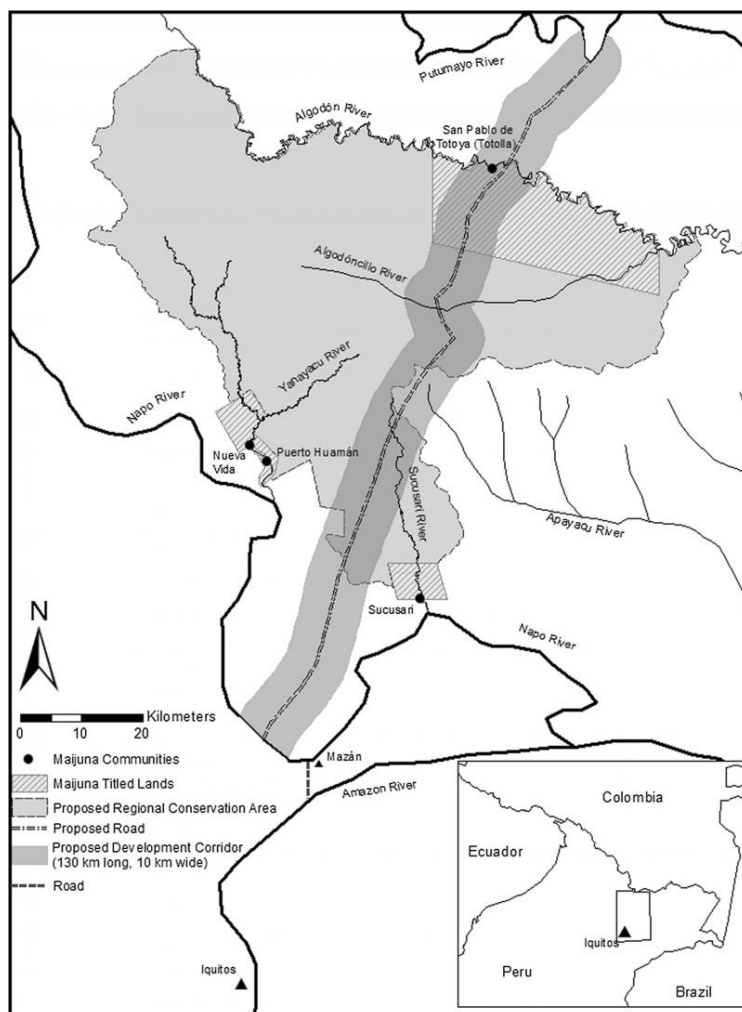 Putumayo River
Algodón River
San Pablo de
Totoya (Totolla)
Algodóncillo River
Yanayacu River
Napo River
Nueva
Vida
Puerto Huamán
Sucusari River
Apayacu River
Sucusari
Napo River
N
Kilometers
0 5 10 20
Maijuna Communities
Maijuna Titled Lands
Proposed Regional Conservation Area
Proposed Road
Proposed Development Corridor
(130 km long, 10 km wide)
Road
Mazán
Amazon River
Iquitos
Colombia
Ecuador
Iquitos
Peru
Brazil